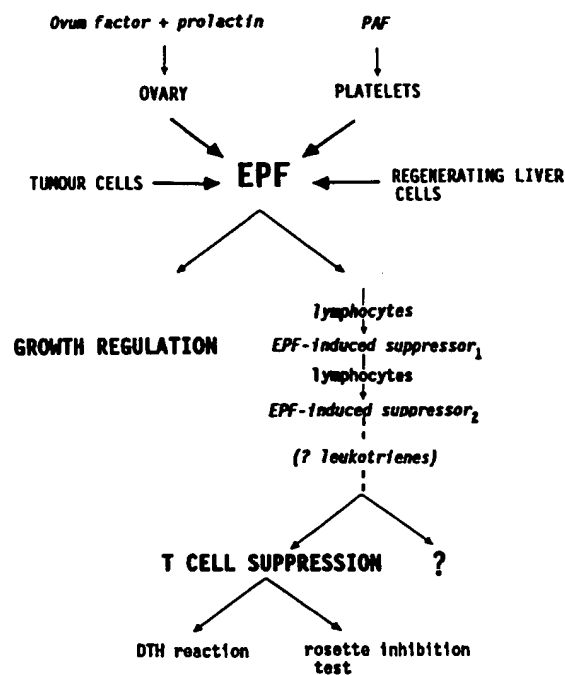 Ovum factor + prolactin
PAF
OVARY
PLATELETS
EPF
TUMOUR CELLS
REGENERATING LIVER
CELLS
lymphocytes
GROWTH REGULATION
EPF-induced suppressor₁
lymphocytes
EPF-induced suppressor₂
(? leukotrienes)
T CELL SUPPRESSION
?
DTH reaction
rosette inhibition
test